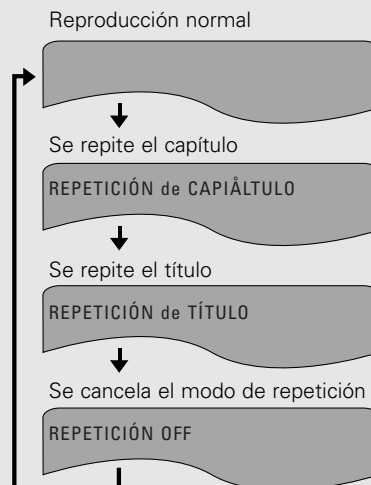 Reproducción normal
Se repite el capítulo
REPETICIÓN de CAPIÅLTULO
Se repite el título
REPETICIÓN de TÍTULO
Se cancela el modo de repetición
REPETICIÓN OFF